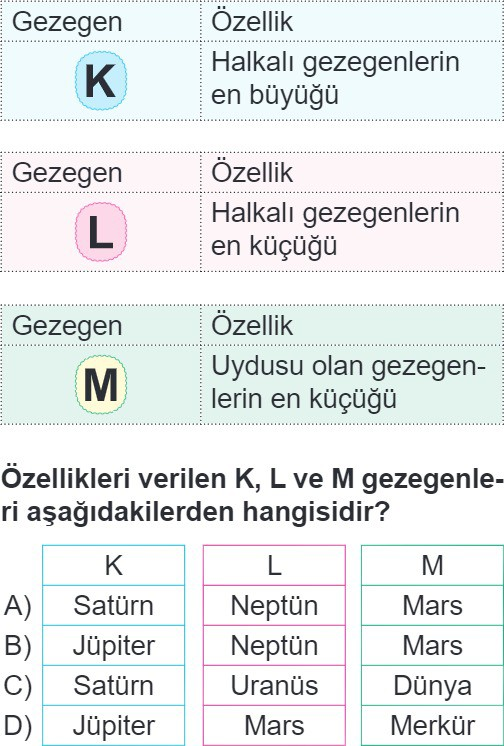 Gezegen Özellik
K Halkalı gezegenlerin
en büyüğü
Gezegen Özellik
L Halkalı gezegenlerin
en küçüğü
Gezegen Özellik
M Uydusu olan gezegen-
lerin en küçüğü
Özellikleri verilen K, L ve M gezegenle-
ri aşağıdakilerden hangisidir?
K L M
A) Satürn Neptün Mars
B) Jüpiter Neptün Mars
C) Satürn Uranüs Dünya
D) Jüpiter Mars Merkür